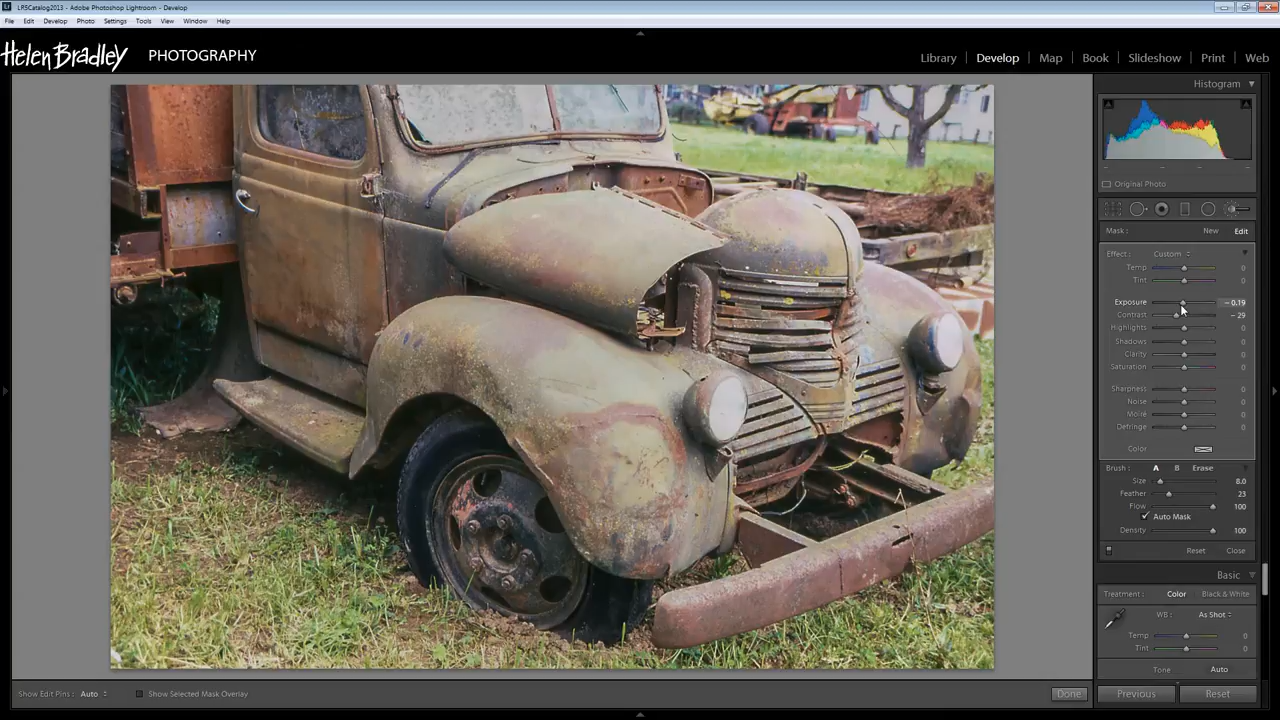 LR5Catalog2013 - Adobe Photoshop Lightroom - Develop
File Edit Develop Photo Settings Tools View Window Help
Helen Bradley PHOTOGRAPHY
Library | Develop | Map | Book | Slideshow | Print | Web
Histogram
Original Photo
Mask : New Edit
Effect : Custom
Temp 0
Tint 0
Exposure - 0.19
Contrast - 29
Highlights 0
Shadows 0
Clarity 0
Saturation 0
Sharpness 0
Noise 0
Moiré 0
Defringe 0
Color
Brush : A B Erase
Size 8.0
Feather 23
Flow 100
Auto Mask
Density 100
Reset Close
Basic
Treatment : Color Black & White
WB : As Shot
Temp 0
Tint 0
Tone Auto
Show Edit Pins : Auto Show Selected Mask Overlay Done Previous Reset